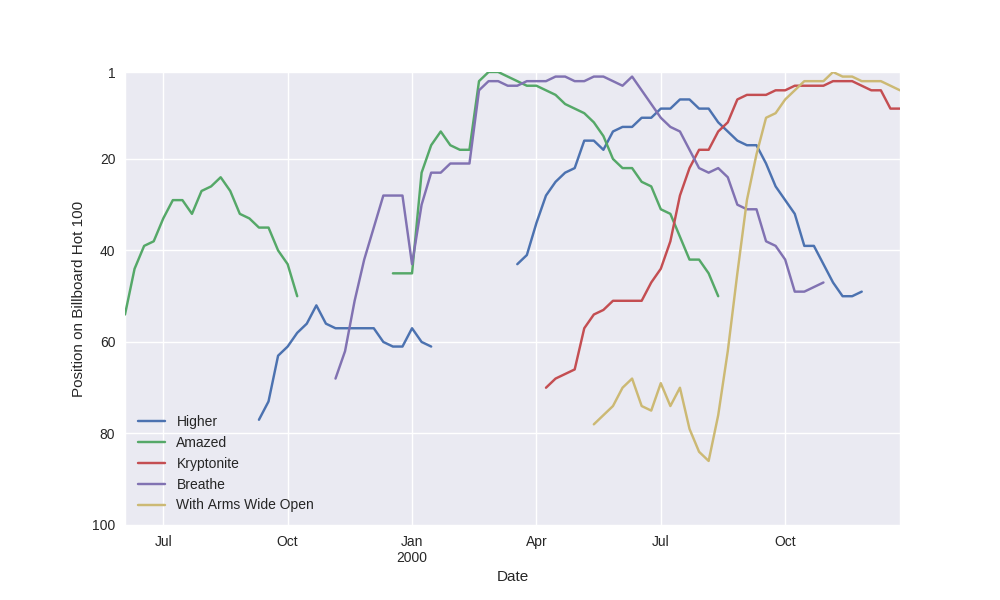 Position on Billboard Hot 100
1
20
40
60
80
100
Higher
Amazed
Kryptonite
Breathe
With Arms Wide Open
Jul
Oct
Jan
2000
Apr
Jul
Oct
Date